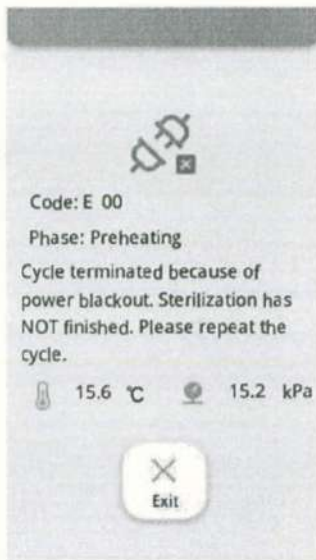 Code: E 00
Phase: Preheating
Cycle terminated because of
power blackout. Sterilization has
NOT finished. Please repeat the
cycle.
15.6 °C 15.2 kPa
Exit